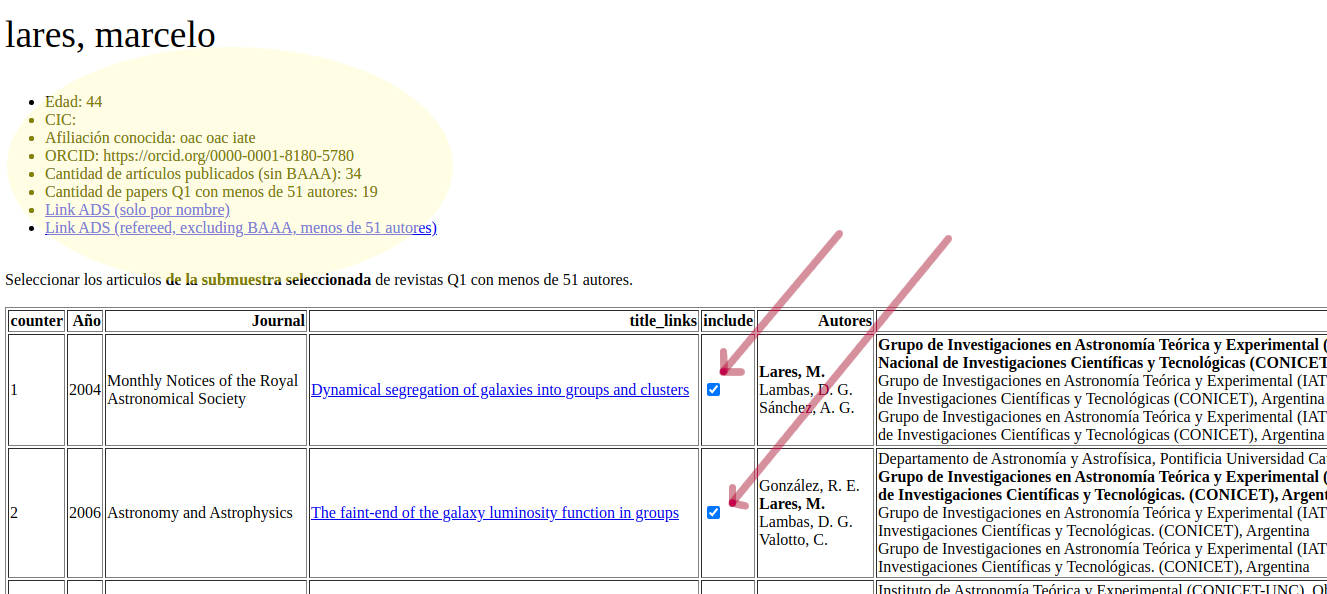 lares, marcelo
Edad: 44
CIC:
Afiliación conocida: oac oac iate
ORCID: https://orcid.org/0000-0001-8180-5780
Cantidad de artículos publicados (sin BAAA): 34
Cantidad de papers Q1 con menos de 51 autores: 19
Link ADS (solo por nombre)
Link ADS (refereed, excluding BAAA, menos de 51 autores)
Seleccionar los articulos de la submuestra seleccionada de revistas Q1 con menos de 51 autores.
counter Año Journal title_links include Autores
1 2004 Monthly Notices of the Royal
Astronomical Society
Dynamical segregation of galaxies into groups and clusters
Lares, M.
Lambas, D. G.
Sánchez, A. G.
Grupo de Investigaciones en Astronomía Teórica y Experimental (
Nacional de Investigaciones Científicas y Tecnológicas (CONICET
Grupo de Investigaciones en Astronomía Teórica y Experimental (IAT
de Investigaciones Científicas y Tecnológicas (CONICET), Argentina
Grupo de Investigaciones en Astronomía Teórica y Experimental (IAT
de Investigaciones Científicas y Tecnológicas (CONICET), Argentina
2 2006 Astronomy and Astrophysics
The faint-end of the galaxy luminosity function in groups
González, R. E.
Lares, M.
Lambas, D. G.
Valotto, C.
Departamento de Astronomía y Astrofísica, Pontificia Universidad Ca
Grupo de Investigaciones en Astronomía Teórica y Experimental (
de Investigaciones Científicas y Tecnológicas. (CONICET), Argent
Grupo de Investigaciones en Astronomía Teórica y Experimental (IAT
Investigaciones Científicas y Tecnológicas. (CONICET), Argentina
Grupo de Investigaciones en Astronomía Teórica y Experimental (IAT
Investigaciones Científicas y Tecnológicas. (CONICET), Argentina
Instituto de Astronomía Teórica y Experimental (CONICET-UNC), Ob